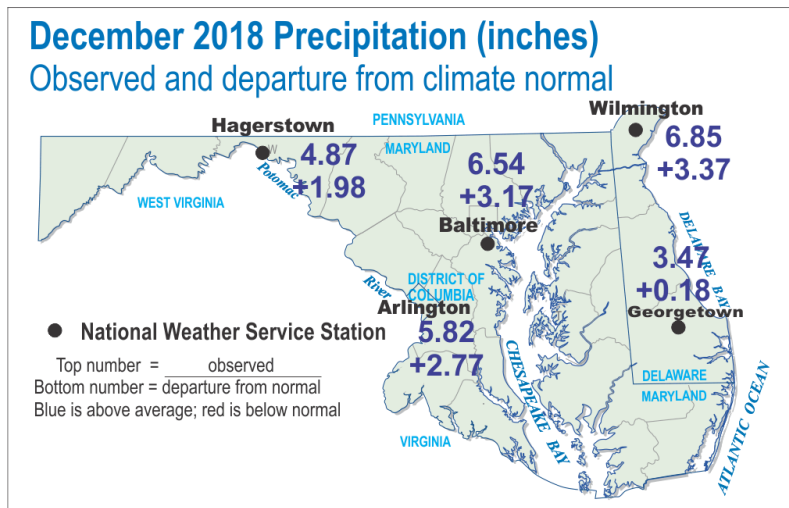 December 2018 Precipitation (inches)
Observed and departure from climate normal
Wilmington
6.85
+3.37
PENNSYLVANIA
MARYLAND
Hagerstown
4.87
+1.98
W
Potomac
WEST VIRGINIA
6.54
+3.17
Baltimore
DELAWARE BAY
3.47
+0.18
Georgetown
DISTRICT OF
COLUMBIA
River
Arlington
5.82
+2.77
National Weather Service Station
Top number = observed
Bottom number = departure from normal
Blue is above average; red is below normal
CHESAPEAKE BAY
DELAWARE
MARYLAND
VIRGINIA
ATLANTIC OCEAN